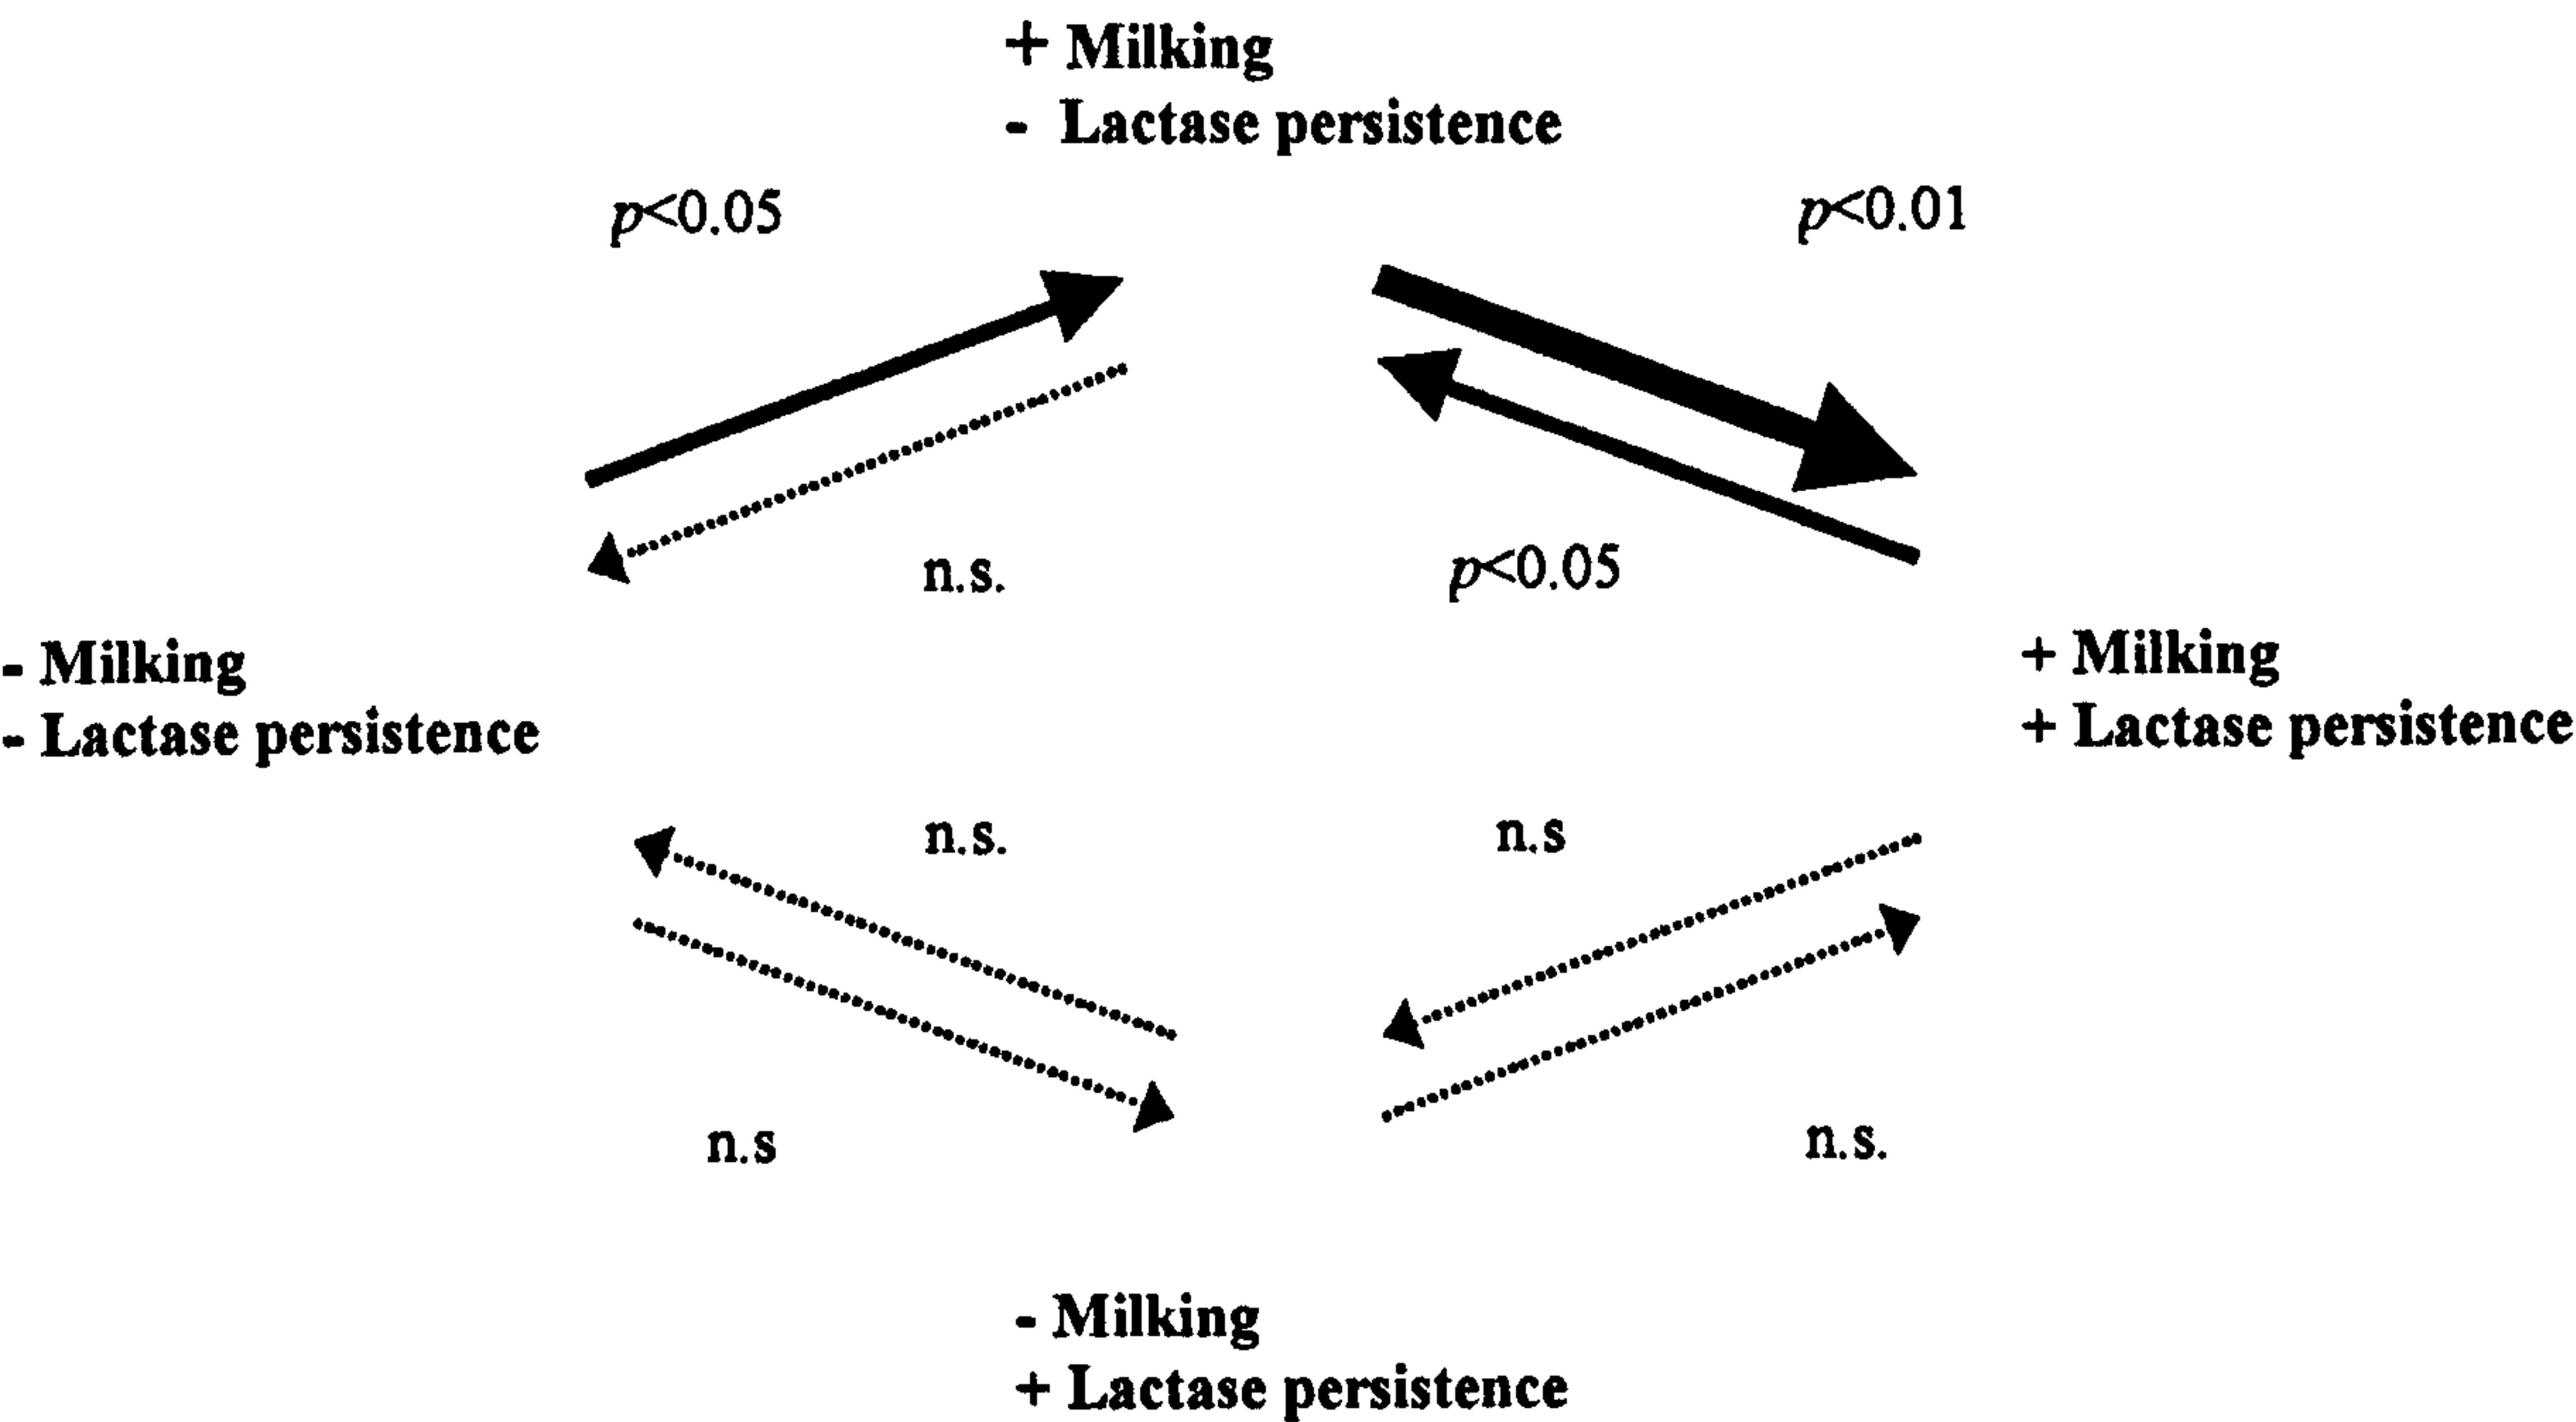 + Milking
- Lactase persistence
p<0.05
p<0.01
n.s.
p<0.05
- Milking
- Lactase persistence
+ Milking
+ Lactase persistence
n.s.
n.s
n.s
n.s.
- Milking
+ Lactase persistence